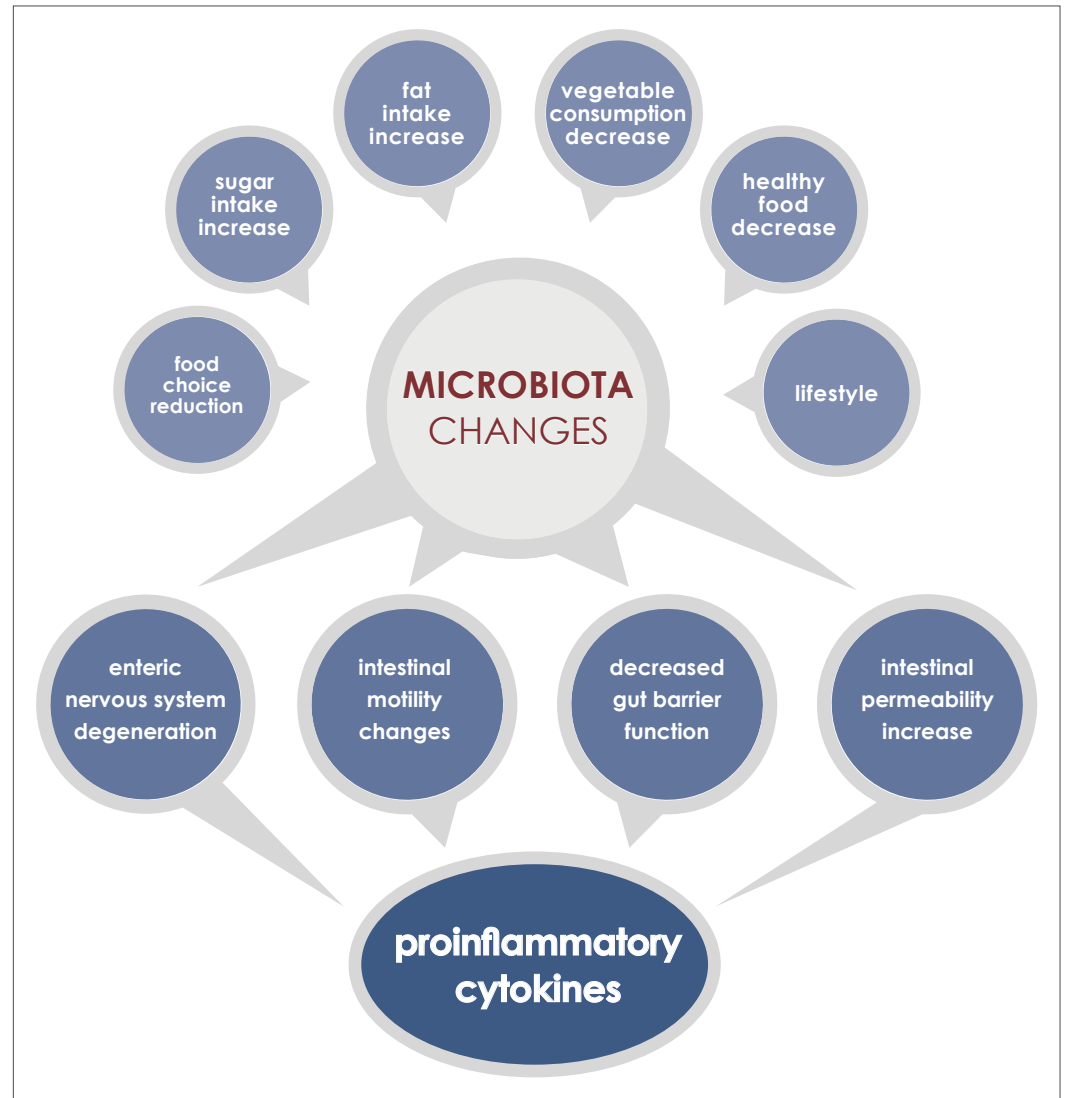 fat
intake
increase
vegetable
consumption
decrease
sugar
intake
increase
healthy
food
decrease
food
choice
reduction
MICROBIOTA
CHANGES
lifestyle
enteric
nervous system
degeneration
intestinal
motility
changes
decreased
gut barrier
function
intestinal
permeability
increase
proinflammatory
cytokines